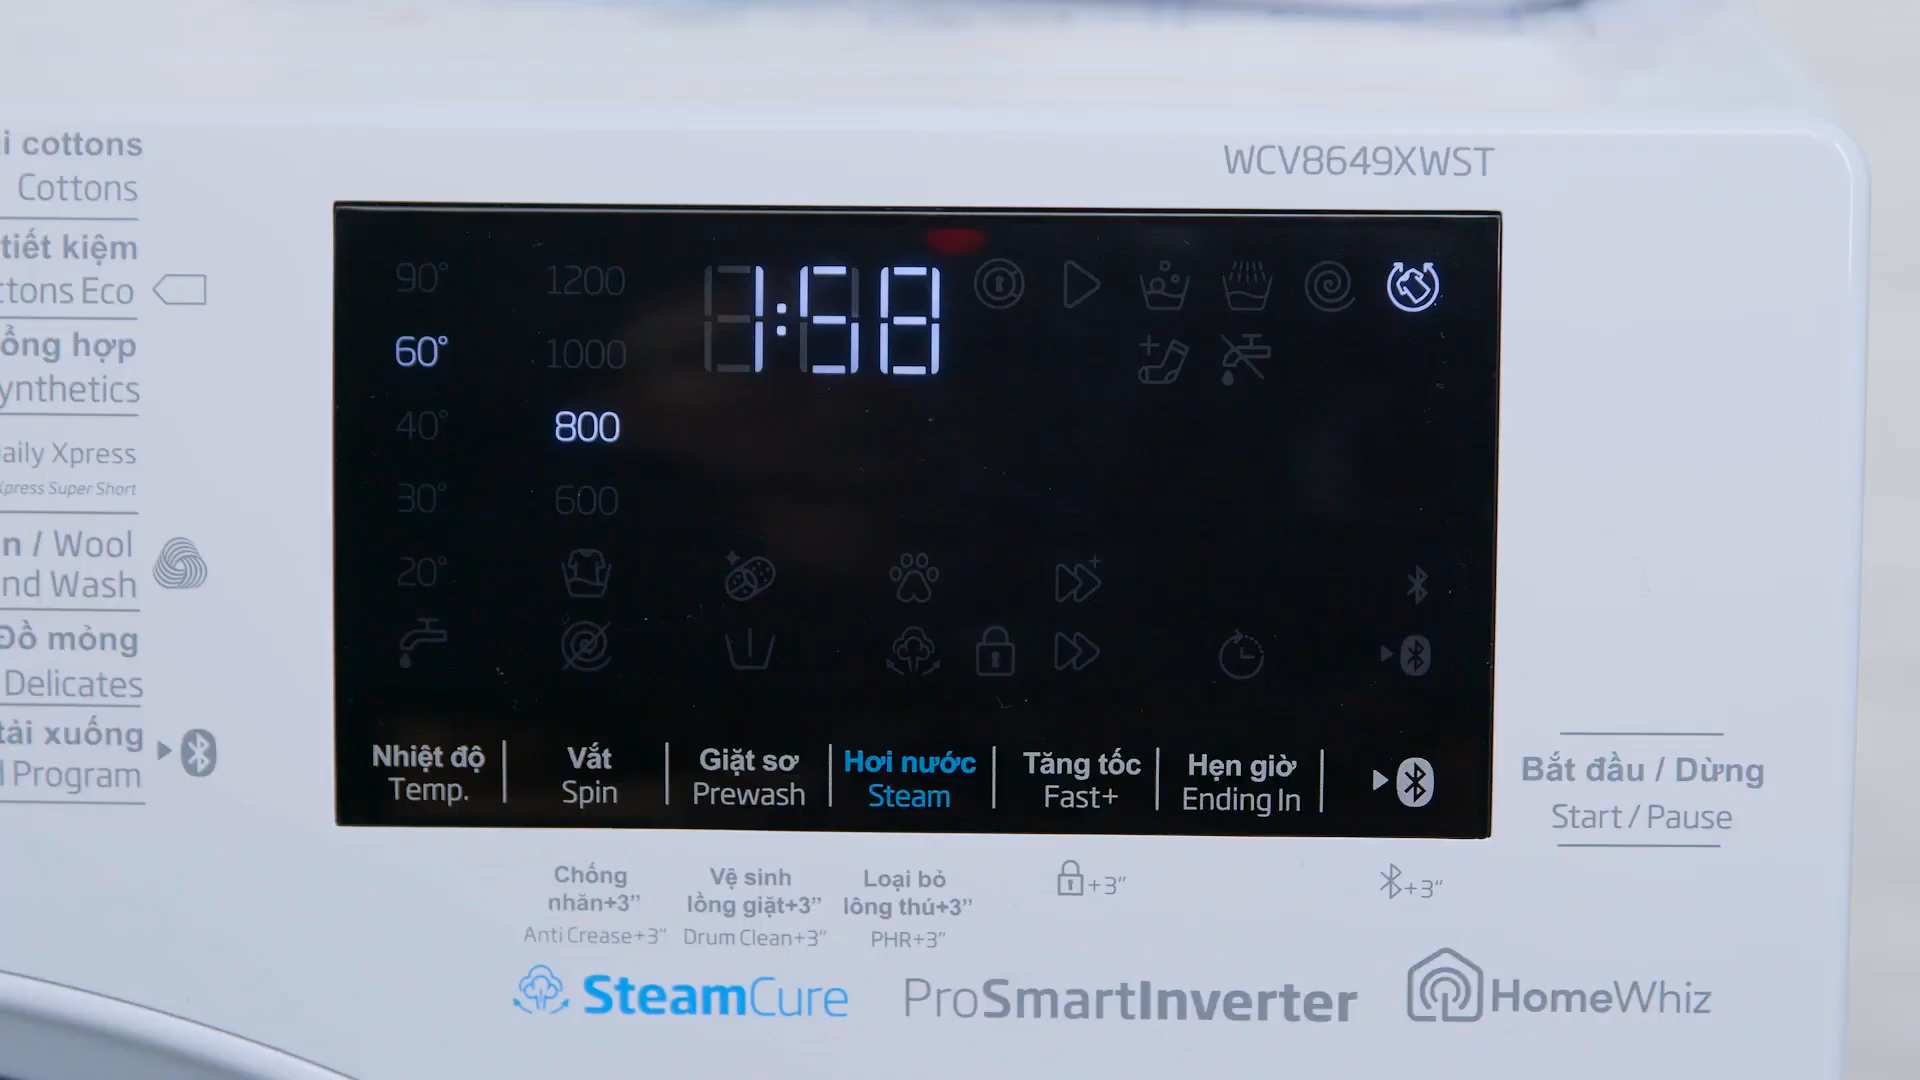 i cottons
Cottons
tiết kiệm
ttons Eco
ổng hợp
ynthetics
aily Xpress
Xpress Super Short
n / Wool
nd Wash
Đồ mỏng
Delicates
tải xuống
Program
WCV8649XWST
90°
60°
40°
30°
20°
1200
1000
800
600
1:58
Nhiệt độ
Temp.
Vắt
Spin
Giặt sơ
Prewash
Hơi nước
Steam
Tăng tốc
Fast+
Hẹn giờ
Ending In
Bắt đầu / Dừng
Start / Pause
Chống
nhăn+3”
Anti Crease+3”
Vệ sinh
lồng giặt+3”
Drum Clean+3”
Loại bỏ
lông thú+3”
PHR+3”
+3”
+3”
SteamCure
ProSmartInverter
HomeWhiz